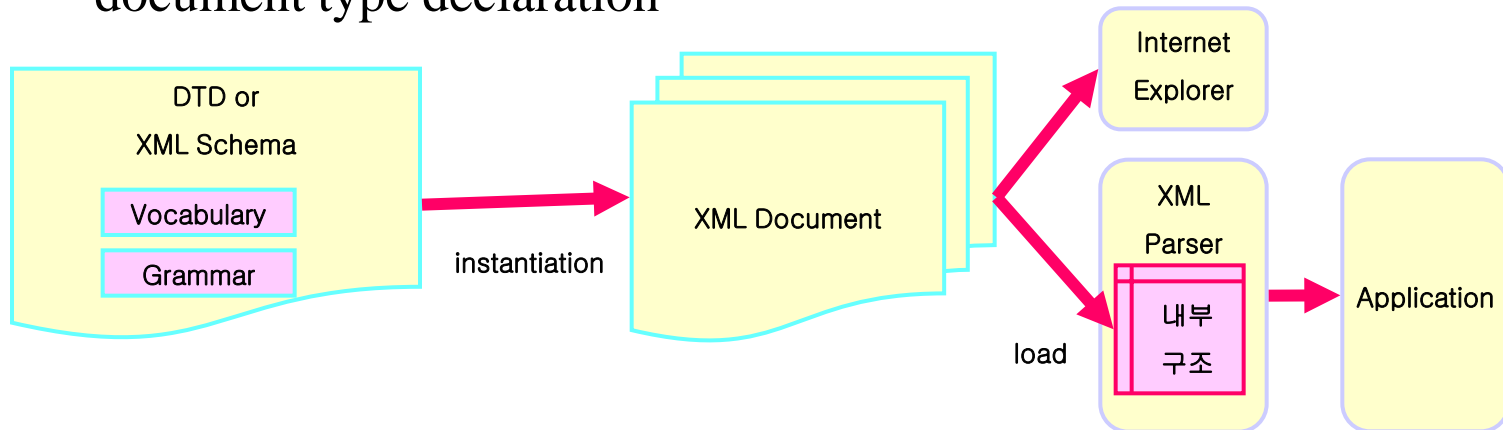 document type declaration
DTD or
XML Schema
Vocabulary
Grammar
instantiation
XML Document
Internet
Explorer
XML
Parser
내부
구조
load
Application